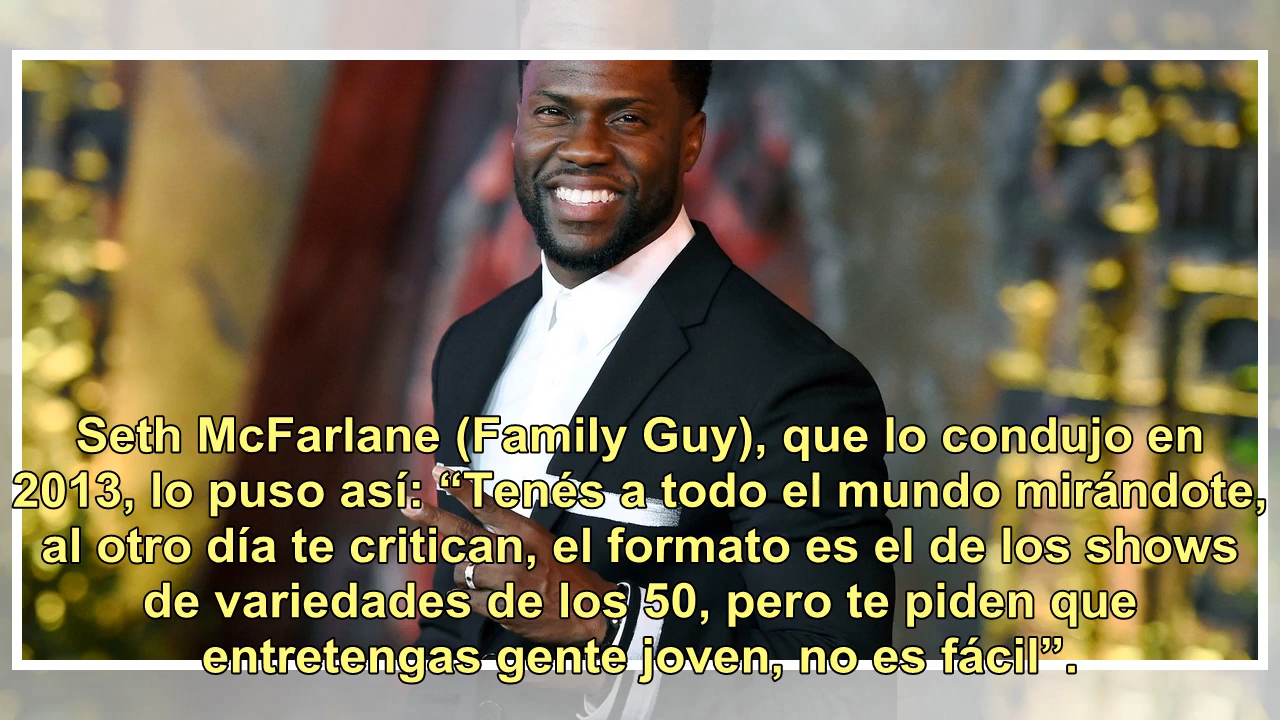 Seth McFarlane (Family Guy), que lo condujo en
2013, lo puso así: “Tenés a todo el mundo mirándote,
al otro día te critican, el formato es el de los shows
de variedades de los 50, pero te piden que
entretengas gente joven, no es fácil”.